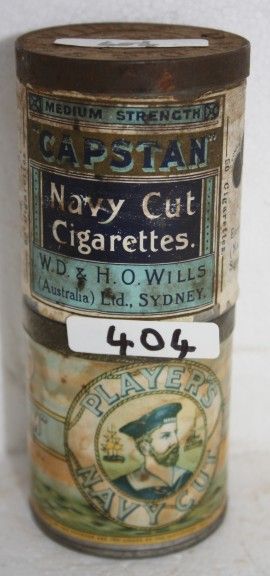 MEDIUM STRENGTH
"CAPSTAN"
Navy Cut
Cigarettes.
W.D. & H.O. WILLS
(Australia) Ltd., SYDNEY.
404
PLAYER'S
NAVY CUT